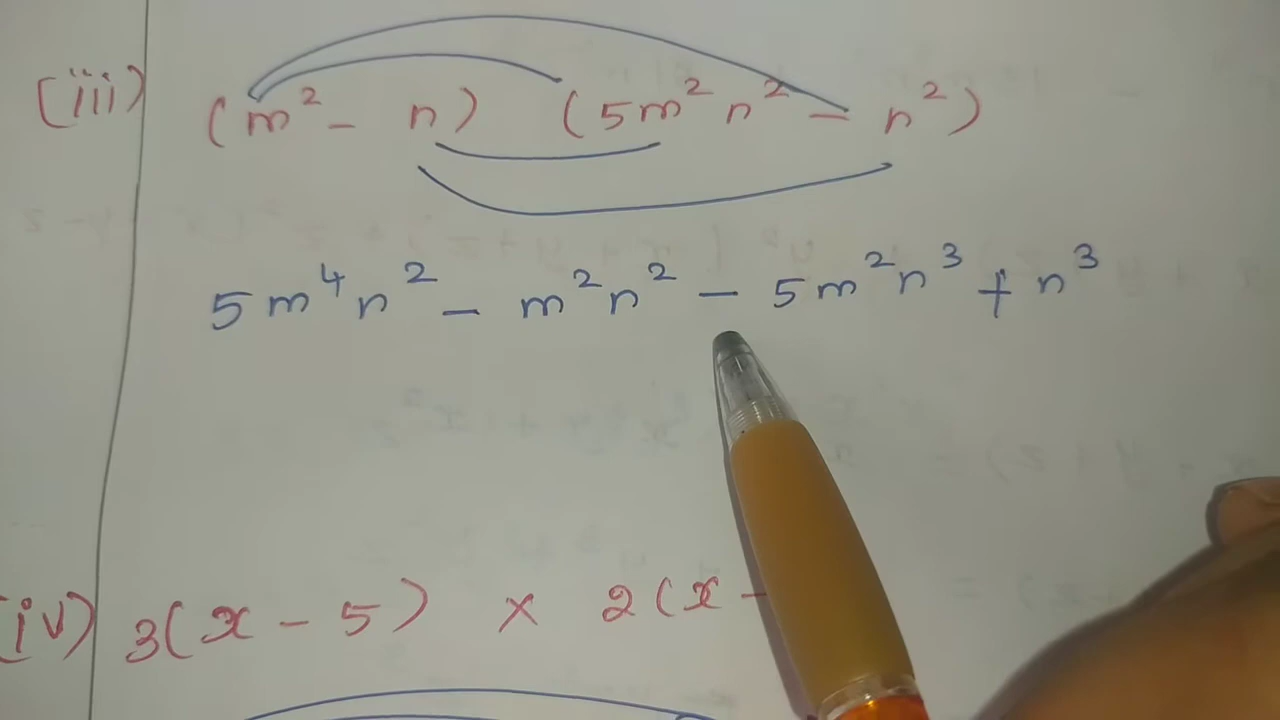 (iii) (m² - n) (5m²n² - n²)
5m⁴n² - m²n² - 5m²n³ + n³
(iv) 3(x - 5) × 2(x -